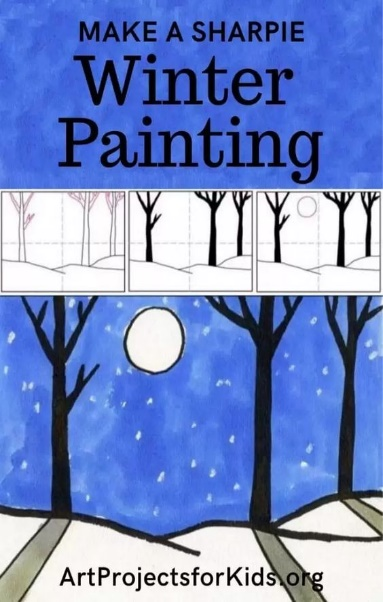 MAKE A SHARPIE
Winter
Painting
ArtProjectsforKids.org